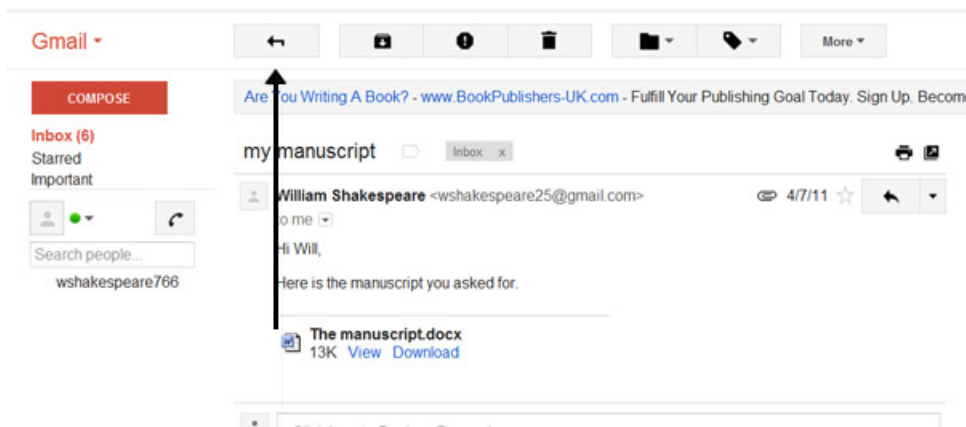 Gmail
More
COMPOSE
Are You Writing A Book? - www.BookPublishers-UK.com - Fulfill Your Publishing Goal Today. Sign Up. Becom
Inbox (6)
Starred
Important
my manuscript
Inbox x
William Shakespeare <wshakespeare25@gmail.com>
4/7/11
to me
Search people...
wshakespeare766
Hi Will,
Here is the manuscript you asked for.
The manuscript.docx
13K View Download